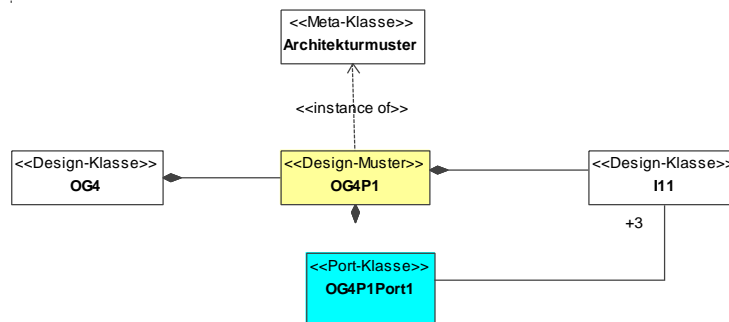 <<Meta-Klasse>>
Architekturmuster
<<instance of>>
<<Design-Klasse>>
OG4
<<Design-Muster>>
OG4P1
<<Design-Klasse>>
I11
+3
<<Port-Klasse>>
OG4P1Port1